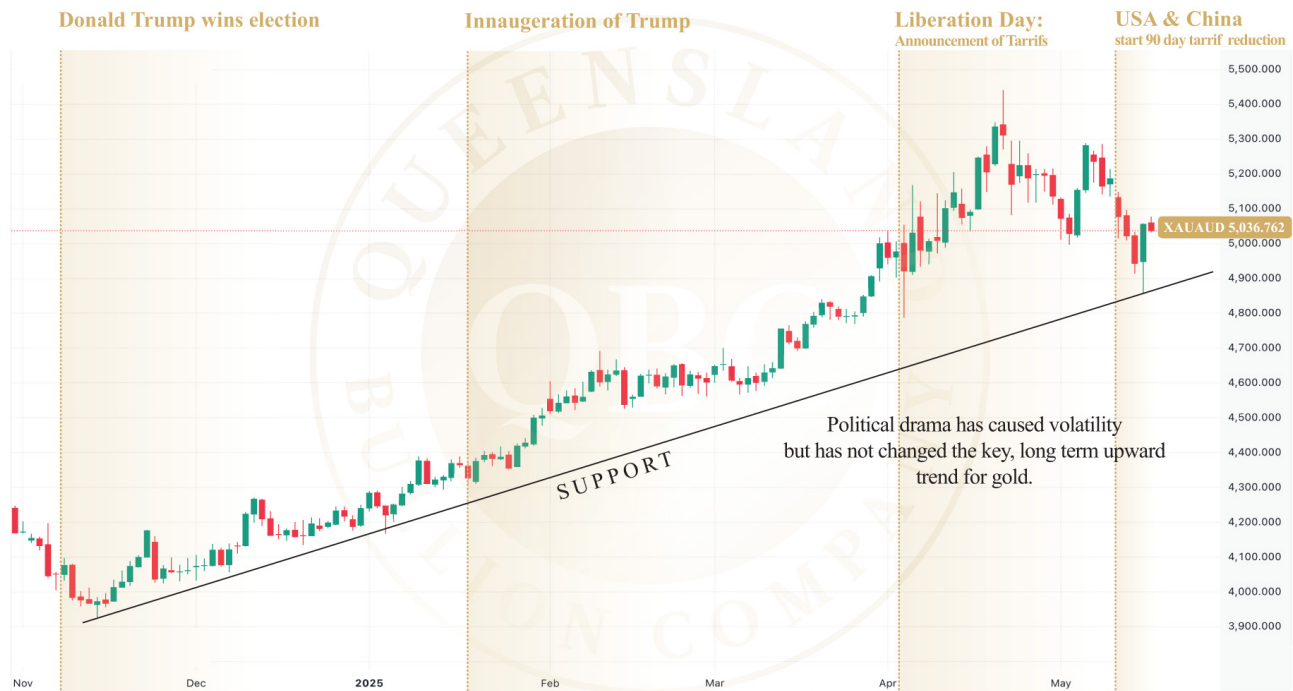 Donald Trump wins election
Innaugeration of Trump
Liberation Day:
Announcement of Tarrifs
USA & China
start 90 day tarrif reduction
5,500.000
5,400.000
5,300.000
5,200.000
5,100.000
XAUAUD 5,036.762
5,000.000
4,900.000
4,800.000
4,700.000
4,600.000
4,500.000
4,400.000
4,300.000
4,200.000
4,100.000
4,000.000
3,900.000
QUEENSLAND
QBC
BULLION COMPANY
SUPPORT
Political drama has caused volatility
but has not changed the key, long term upward
trend for gold.
Nov
Dec
2025
Feb
Mar
Apr
May